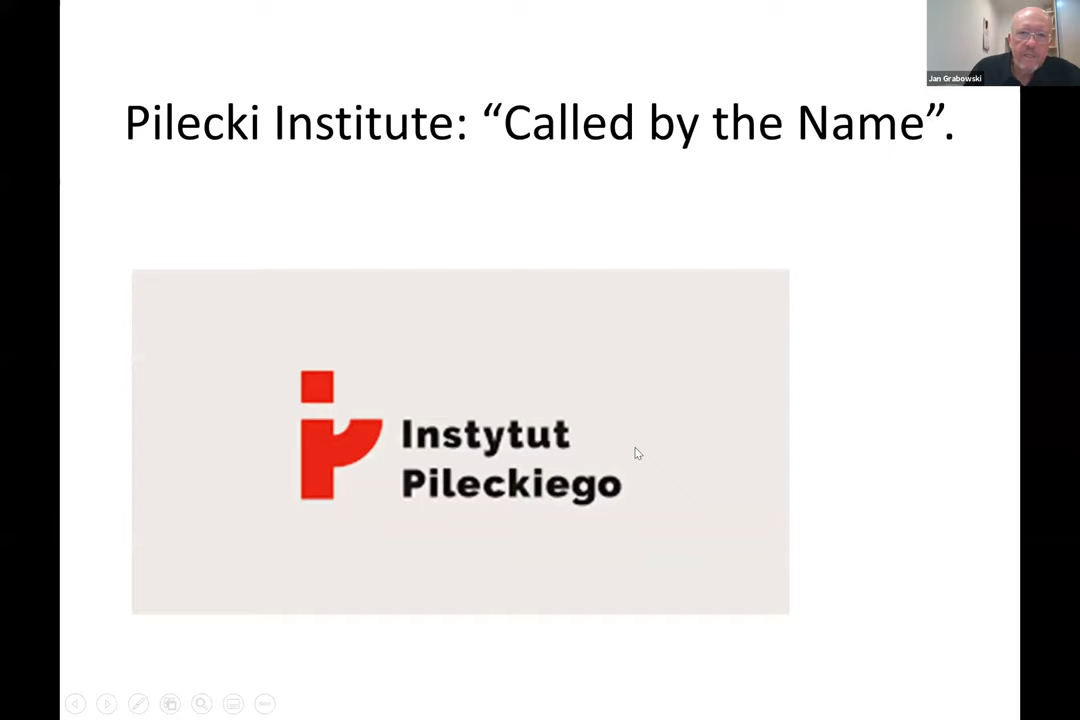 Jan Grabowski
Pilecki Institute: “Called by the Name”.
Instytut
Pileckiego